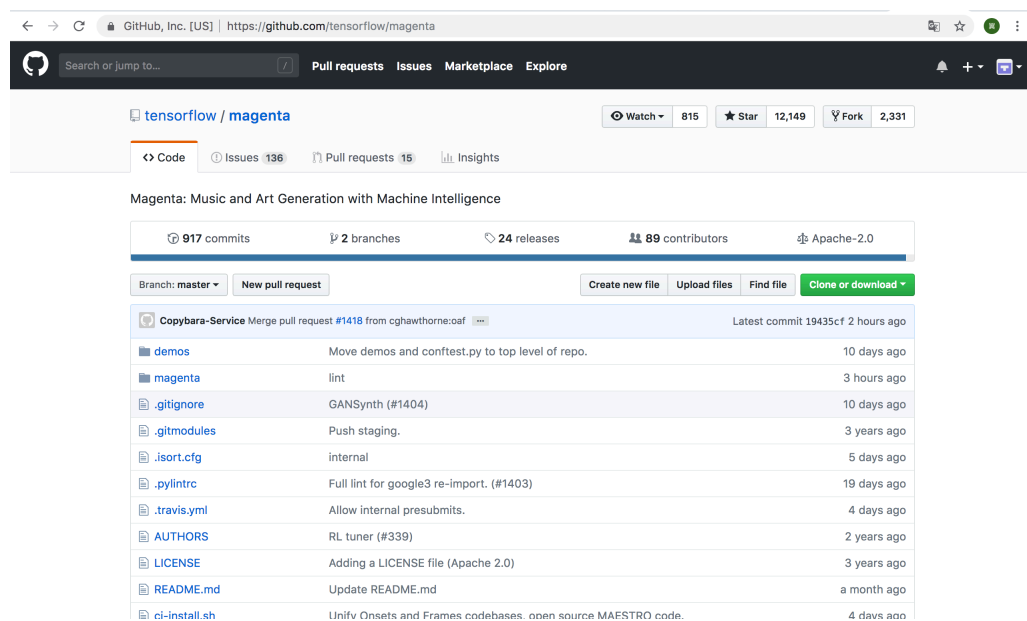 GitHub, Inc. [US] | https://github.com/tensorflow/magenta
Search or jump to... / Pull requests Issues Marketplace Explore
tensorflow / magenta Watch 815 Star 12,149 Fork 2,331
Code Issues 136 Pull requests 15 Insights
Magenta: Music and Art Generation with Machine Intelligence
917 commits 2 branches 24 releases 89 contributors Apache-2.0
Branch: master New pull request Create new file Upload files Find file Clone or download
Copybara-Service Merge pull request #1418 from cghawthorne:oaf ... Latest commit 19435cf 2 hours ago
demos Move demos and conftest.py to top level of repo. 10 days ago
magenta lint 3 hours ago
.gitignore GANSynth (#1404) 10 days ago
.gitmodules Push staging. 3 years ago
.isort.cfg internal 5 days ago
.pylintrc Full lint for google3 re-import. (#1403) 19 days ago
.travis.yml Allow internal presubmits. 4 days ago
AUTHORS RL tuner (#339) 2 years ago
LICENSE Adding a LICENSE file (Apache 2.0) 3 years ago
README.md Update README.md a month ago
ci-install.sh Unify Onsets and Frames codebases, open source MAESTRO code. 4 days ago